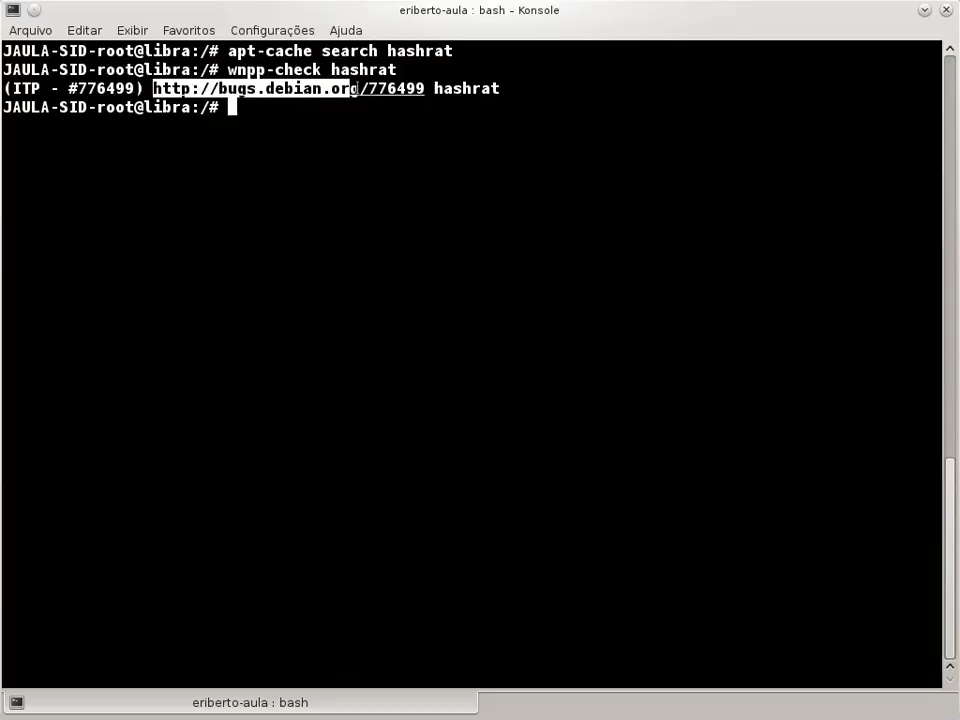 eriberto-aula : bash – Konsole
Arquivo Editar Exibir Favoritos Configurações Ajuda
JAULA-SID-root@libra:/# apt-cache search hashrat
JAULA-SID-root@libra:/# wnpp-check hashrat
(ITP - #776499) http://bugs.debian.org/776499 hashrat
JAULA-SID-root@libra:/#
eriberto-aula : bash